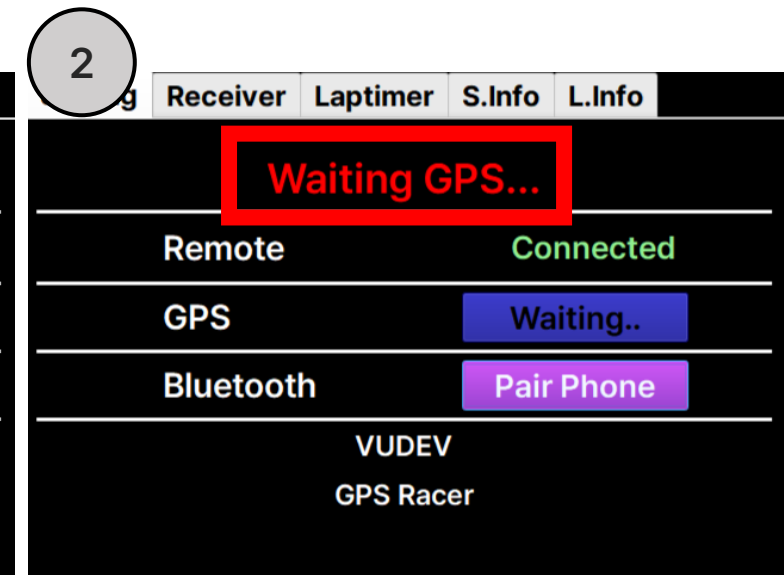 2
Receiver Laptimer S.Info L.Info
Waiting GPS...
Remote Connected
GPS Waiting..
Bluetooth Pair Phone
VUDEV
GPS Racer